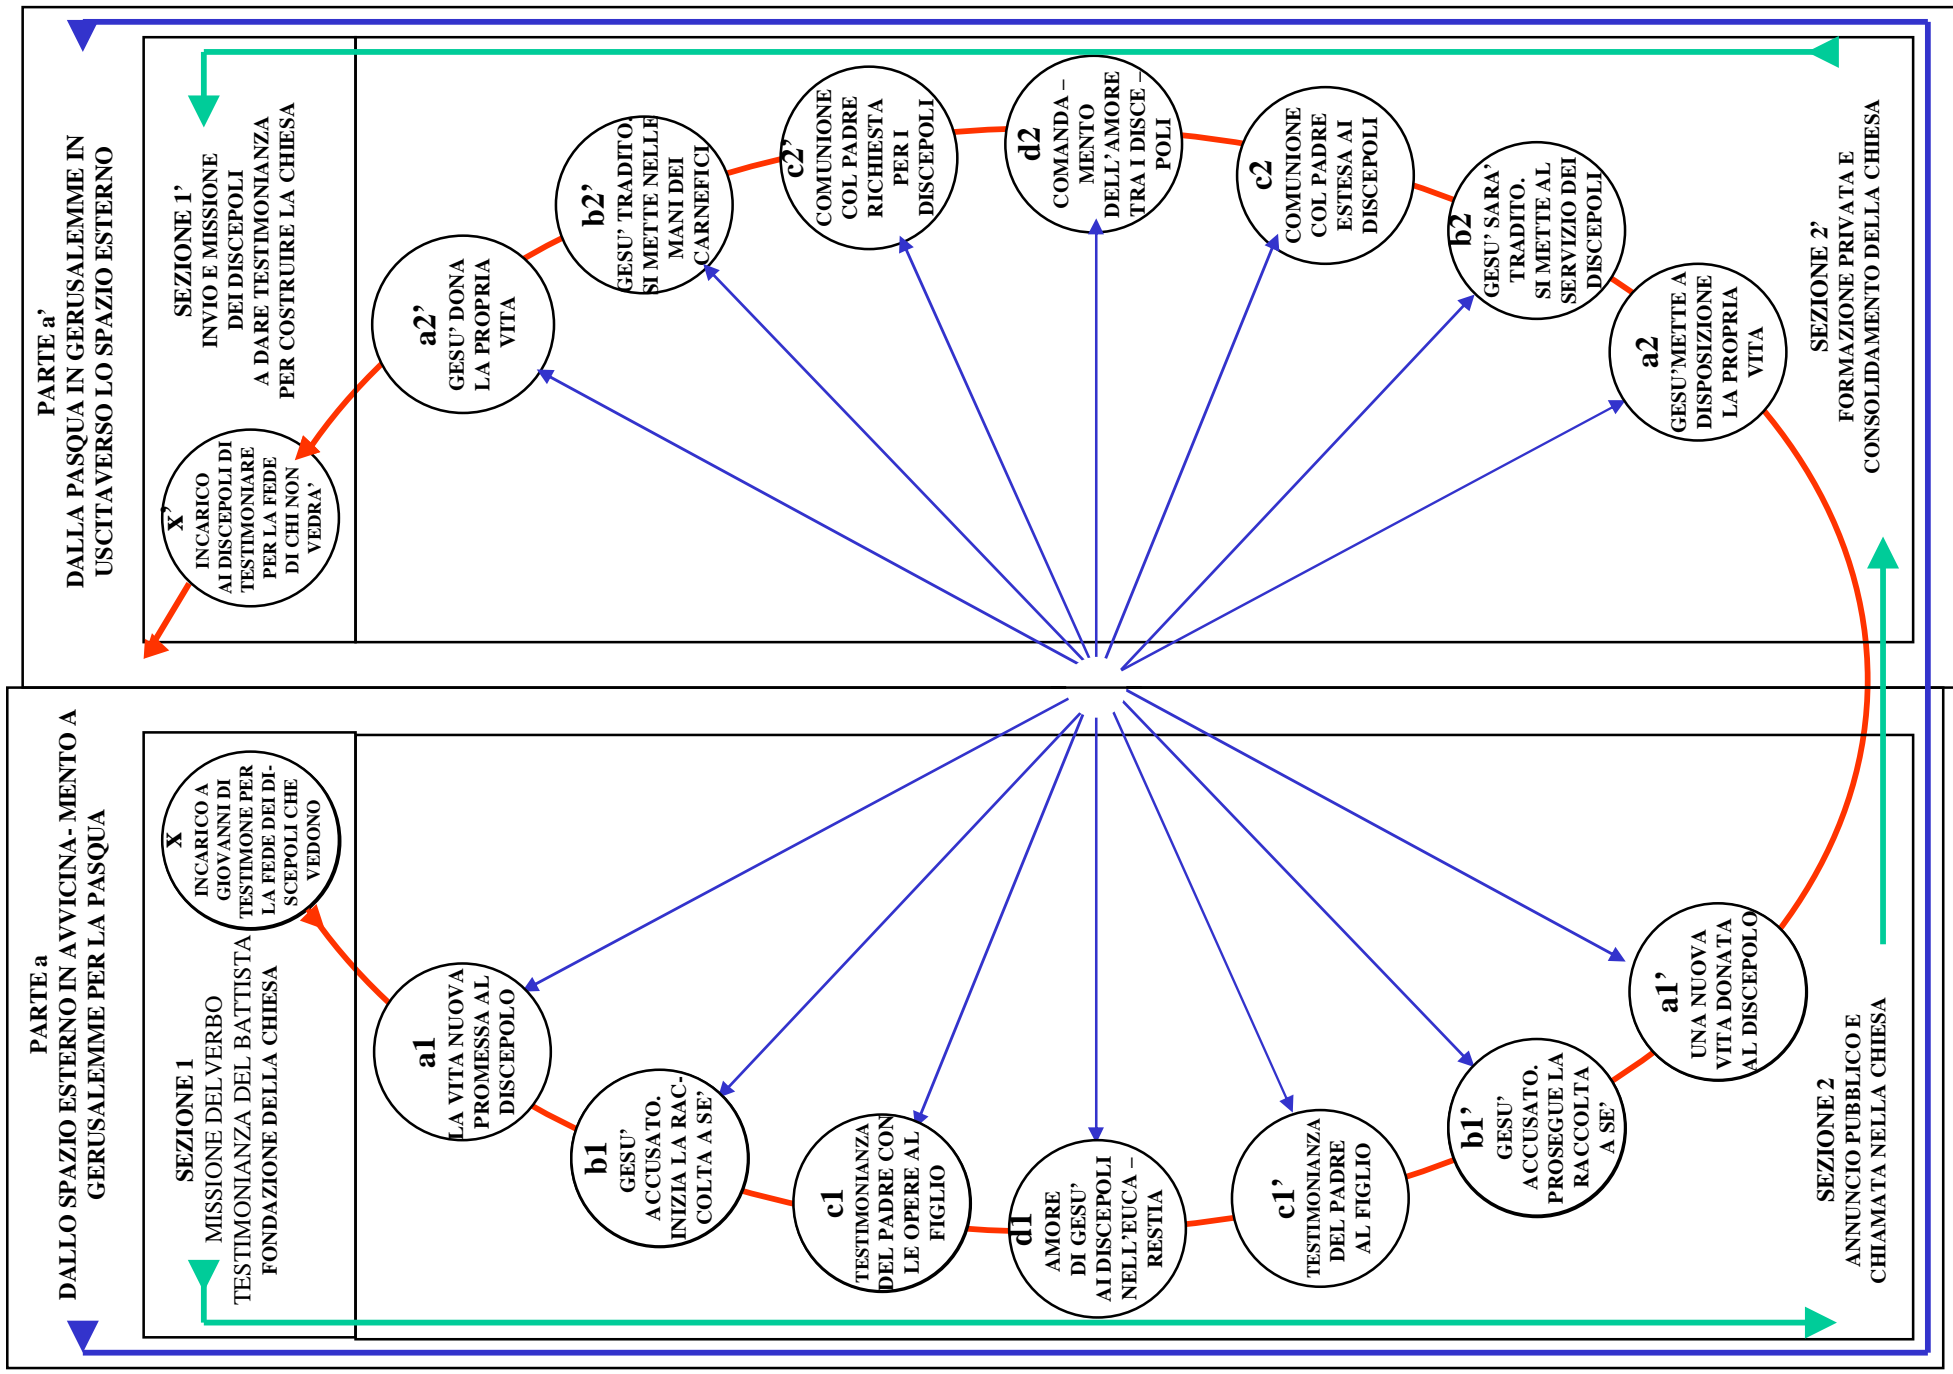 PARTE a
DALLO SPAZIO ESTERNO IN AVVICINA- MENTO A
GERUSALEMME PER LA PASQUA
SEZIONE 1
MISSIONE DEL VERBO
TESTIMONIANZA DEL BATTISTA
FONDAZIONE DELLA CHIESA
x
INCARICO A
GIOVANNI DI
TESTIMONE PER
LA FEDE DEI DI-
SCEPOLI CHE
VEDONO
a1
LA VITA NUOVA
PROMESSA AL
DISCEPOLO
b1
GESU’
ACCUSATO.
INIZIA LA RAC-
COLTA A SE’
c1
TESTIMONIANZA
DEL PADRE CON
LE OPERE AL
FIGLIO
d1
AMORE
DI GESU’
AI DISCEPOLI
NELL’EUCA –
RESTIA
c1’
TESTIMONIANZA
DEL PADRE
AL FIGLIO
b1’
GESU’
ACCUSATO.
PROSEGUE LA
RACCOLTA
A SE’
a1’
UNA NUOVA
VITA DONATA
AL DISCEPOLO
SEZIONE 2
ANNUNCIO PUBBLICO E
CHIAMATA NELLA CHIESA
PARTE a’
DALLA PASQUA IN GERUSALEMME IN
USCITAVERSO LO SPAZIO ESTERNO
SEZIONE 1’
INVIO E MISSIONE
DEI DISCEPOLI
A DARE TESTIMONIANZA
PER COSTRUIRE LA CHIESA
x’
INCARICO
AI DISCEPOLI DI
TESTIMONIARE
PER LA FEDE
DI CHI NON
VEDRA’
a2’
GESU’ DONA
LA PROPRIA
VITA
b2’
GESU’ TRADITO.
SI METTE NELLE
MANI DEI
CARNEFICI
c2’
COMUNIONE
COL PADRE
RICHIESTA
PER I
DISCEPOLI
d2
COMANDA –
MENTO
DELL’AMORE
TRA I DISCE –
POLI
c2
COMUNIONE
COL PADRE
ESTESA AI
DISCEPOLI
b2
GESU’ SARA’
TRADITO.
SI METTE AL
SERVIZIO DEI
DISCEPOLI
a2
GESU’METTE A
DISPOSIZIONE
LA PROPRIA
VITA
SEZIONE 2’
FORMAZIONE PRIVATA E
CONSOLIDAMENTO DELLA CHIESA